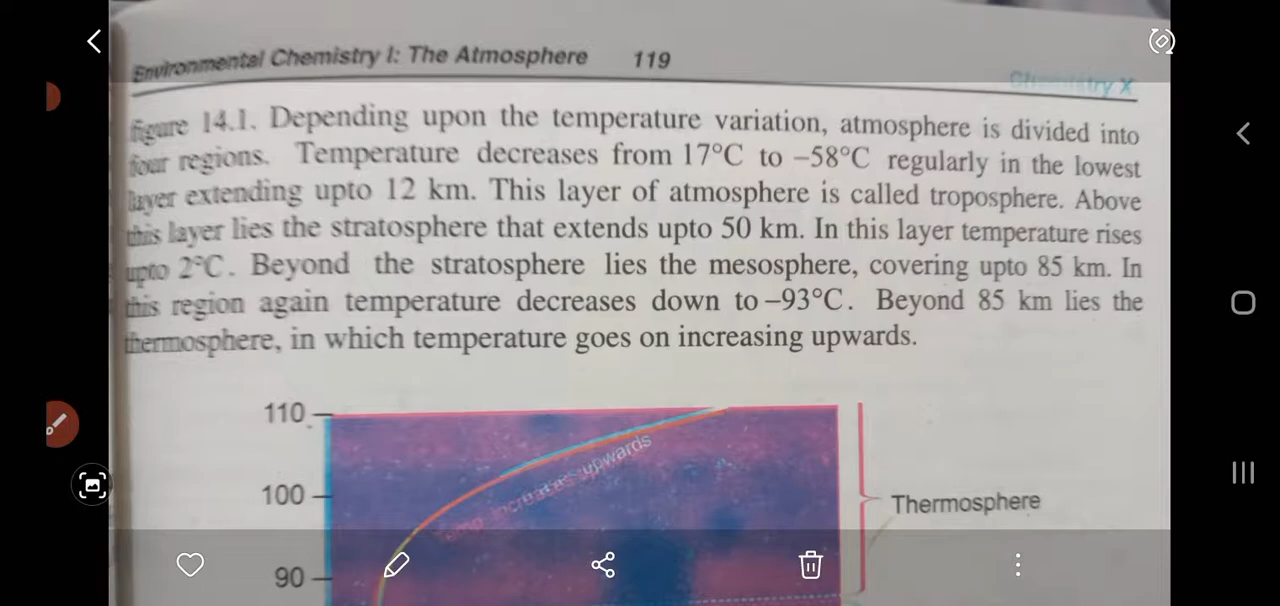 Environmental Chemistry I: The Atmosphere 119
Chemistry X
figure 14.1. Depending upon the temperature variation, atmosphere is divided into
four regions. Temperature decreases from 17°C to –58°C regularly in the lowest
layer extending upto 12 km. This layer of atmosphere is called troposphere. Above
this layer lies the stratosphere that extends upto 50 km. In this layer temperature rises
upto 2°C. Beyond the stratosphere lies the mesosphere, covering upto 85 km. In
this region again temperature decreases down to –93°C. Beyond 85 km lies the
thermosphere, in which temperature goes on increasing upwards.
110
Temp increases upwards
100
Thermosphere
90